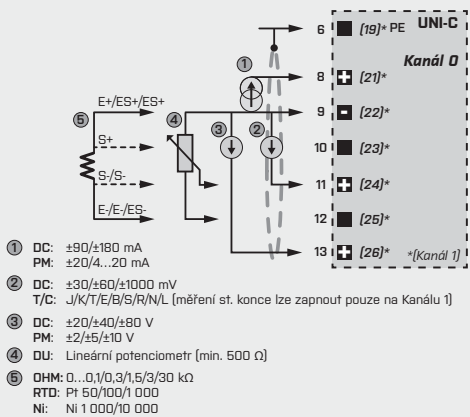 6 [19]* PE UNI-C
Kanál 0
1 8 [21]*
5 E+/ES+/ES+ 4 9 [22]*
S+ 3 2 10 [23]*
S-/S- 11 [24]*
E-/E-/ES- 12 [25]*
13 [26]* *[Kanál 1]
1 DC: ±90/±180 mA
PM: ±20/4...20 mA
2 DC: ±30/±60/±1000 mV
T/C: J/K/T/E/B/S/R/N/L (měření st. konce lze zapnout pouze na Kanálu 1)
3 DC: ±20/±40/±80 V
PM: ±2/±5/±10 V
4 DU: Lineární potenciometr (min. 500 Ω)
5 OHM: 0...0,1/0,3/1,5/3/30 kΩ
RTD: Pt 50/100/1 000
Ni: Ni 1 000/10 000